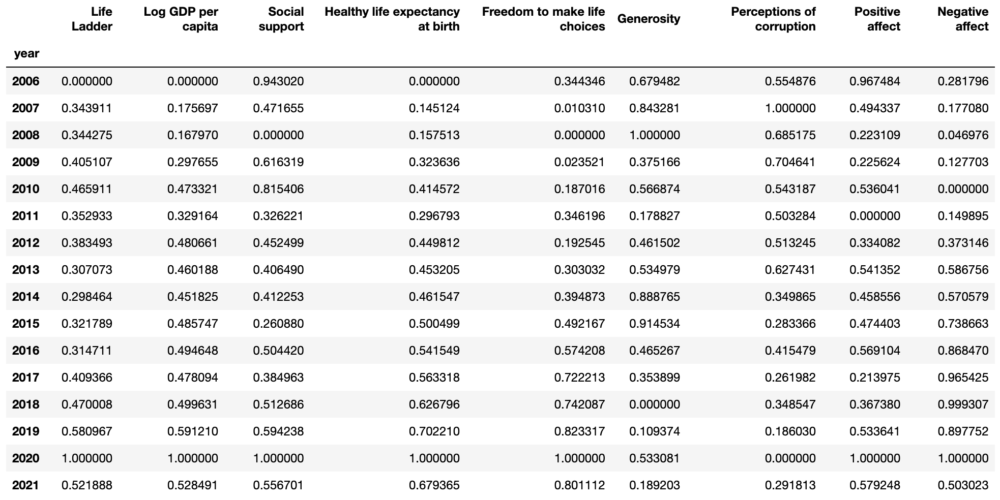 Life Ladder Log GDP per capita Social support Healthy life expectancy at birth Freedom to make life choices Generosity Perceptions of corruption Positive affect Negative affect
year
2006 0.000000 0.000000 0.943020 0.000000 0.344346 0.679482 0.554876 0.967484 0.281796
2007 0.343911 0.175697 0.471655 0.145124 0.010310 0.843281 1.000000 0.494337 0.177080
2008 0.344275 0.167970 0.000000 0.157513 0.000000 1.000000 0.685175 0.223109 0.046976
2009 0.405107 0.297655 0.616319 0.323636 0.023521 0.375166 0.704641 0.225624 0.127703
2010 0.465911 0.473321 0.815406 0.414572 0.187016 0.566874 0.543187 0.536041 0.000000
2011 0.352933 0.329164 0.326221 0.296793 0.346196 0.178827 0.503284 0.000000 0.149895
2012 0.383493 0.480661 0.452499 0.449812 0.192545 0.461502 0.513245 0.334082 0.373146
2013 0.307073 0.460188 0.406490 0.453205 0.303032 0.534979 0.627431 0.541352 0.586756
2014 0.298464 0.451825 0.412253 0.461547 0.394873 0.888765 0.349865 0.458556 0.570579
2015 0.321789 0.485747 0.260880 0.500499 0.492167 0.914534 0.283366 0.474403 0.738663
2016 0.314711 0.494648 0.504420 0.541549 0.574208 0.465267 0.415479 0.569104 0.868470
2017 0.409366 0.478094 0.384963 0.563318 0.722213 0.353899 0.261982 0.213975 0.965425
2018 0.470008 0.499631 0.512686 0.626796 0.742087 0.000000 0.348547 0.367380 0.999307
2019 0.580967 0.591210 0.594238 0.702210 0.823317 0.109374 0.186030 0.533641 0.897752
2020 1.000000 1.000000 1.000000 1.000000 1.000000 0.533081 0.000000 1.000000 1.000000
2021 0.521888 0.528491 0.556701 0.679365 0.801112 0.189203 0.291813 0.579248 0.503023